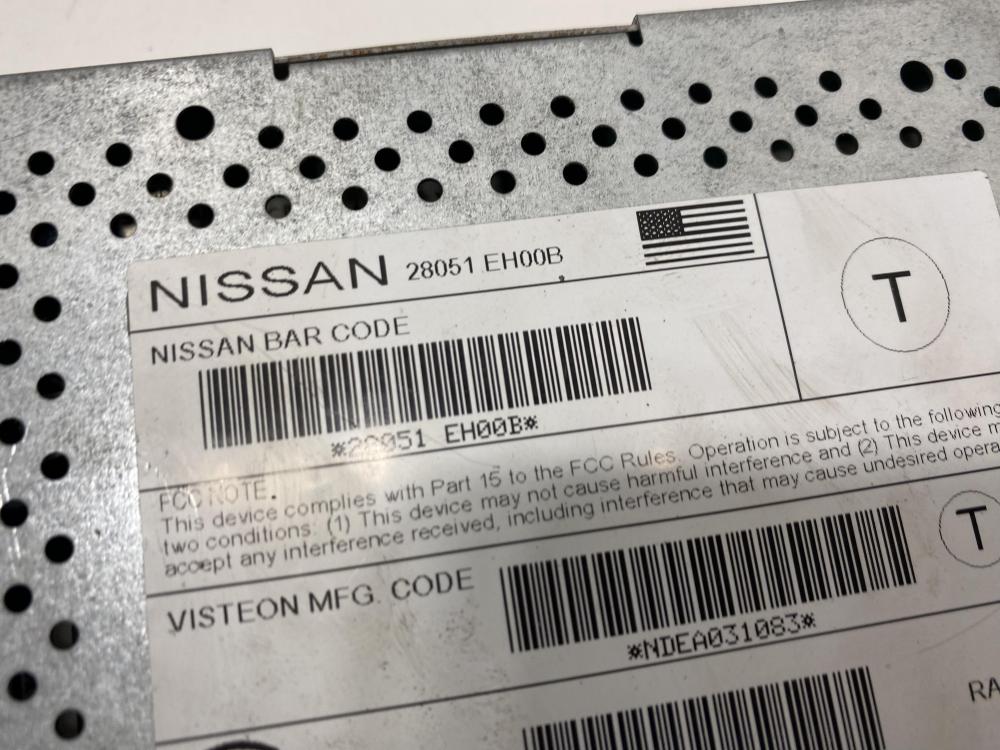 NISSAN 28051 EH00B
T
NISSAN BAR CODE
*28051 EH00B*
FCC NOTE.
This device complies with Part 15 to the FCC Rules. Operation is subject to the following
two conditions. (1) This device may not cause harmful interference and (2) This device
accept any interference received, including interference that may cause undesired
VISTEON MFG. CODE
T
*NDEA031083*